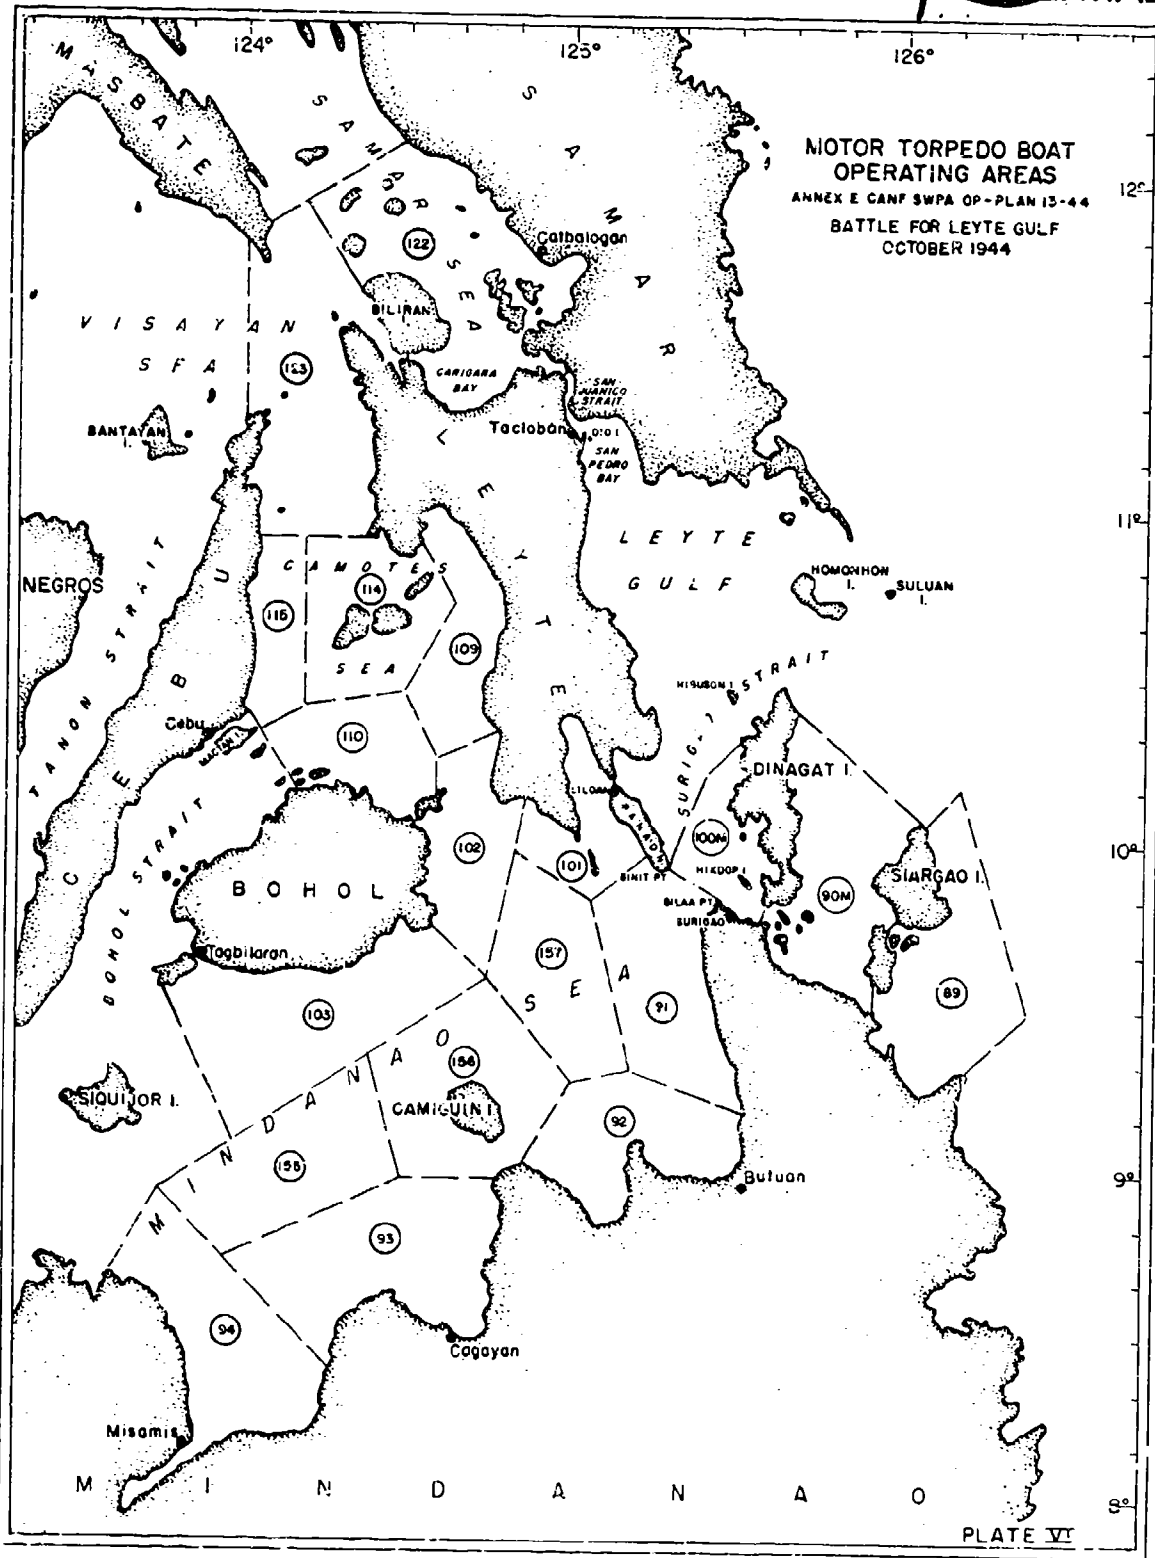 124°
125°
126°
MOTOR TORPEDO BOAT
OPERATING AREAS
ANNEX E CANF SWPA OP-PLAN 13-44
BATTLE FOR LEYTE GULF
OCTOBER 1944
12°
MASBATE
SAMAR SEA
SAMAR
122
Catbalogan
BILIRAN
I.
VISAYAN
SEA
123
CARIGARA
BAY
SAN
JUANICO
STRAIT
BANTAYAN
I.
Tacloban
SAN
PEDRO
BAY
LEYTE
11°
LEYTE
GULF
HOMONHON
I.
SULUAN
I.
NEGROS
TANON STRAIT
CEBU
CAMOTES
SEA
114
115
109
STRAIT
SURIGAO
Cebu
MACTAN I.
110
DINAGAT I.
LILOAN
PANAON
BOHOL STRAIT
BOHOL
102
101
100M
10°
BINIT PT
HIKDOP I.
BILAA PT.
SURIGAO
90M
SIARGAO I.
Tagbilaran
157
91
89
103
MINDANAO SEA
156
SIQUIJOR I.
CAMIGUIN I.
92
155
Butuan
9°
93
94
Cagayan
Misamis
MINDANAO
8°
PLATE VI